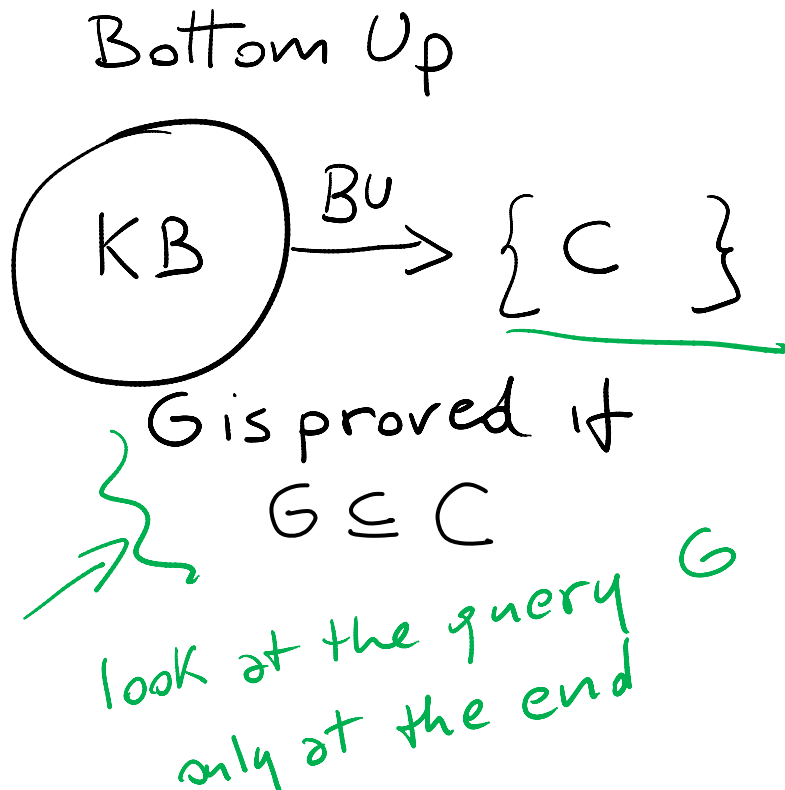 Bottom Up
KB
BU
{ C }
G is proved if
G ⊆ C
look at the query G
only at the end